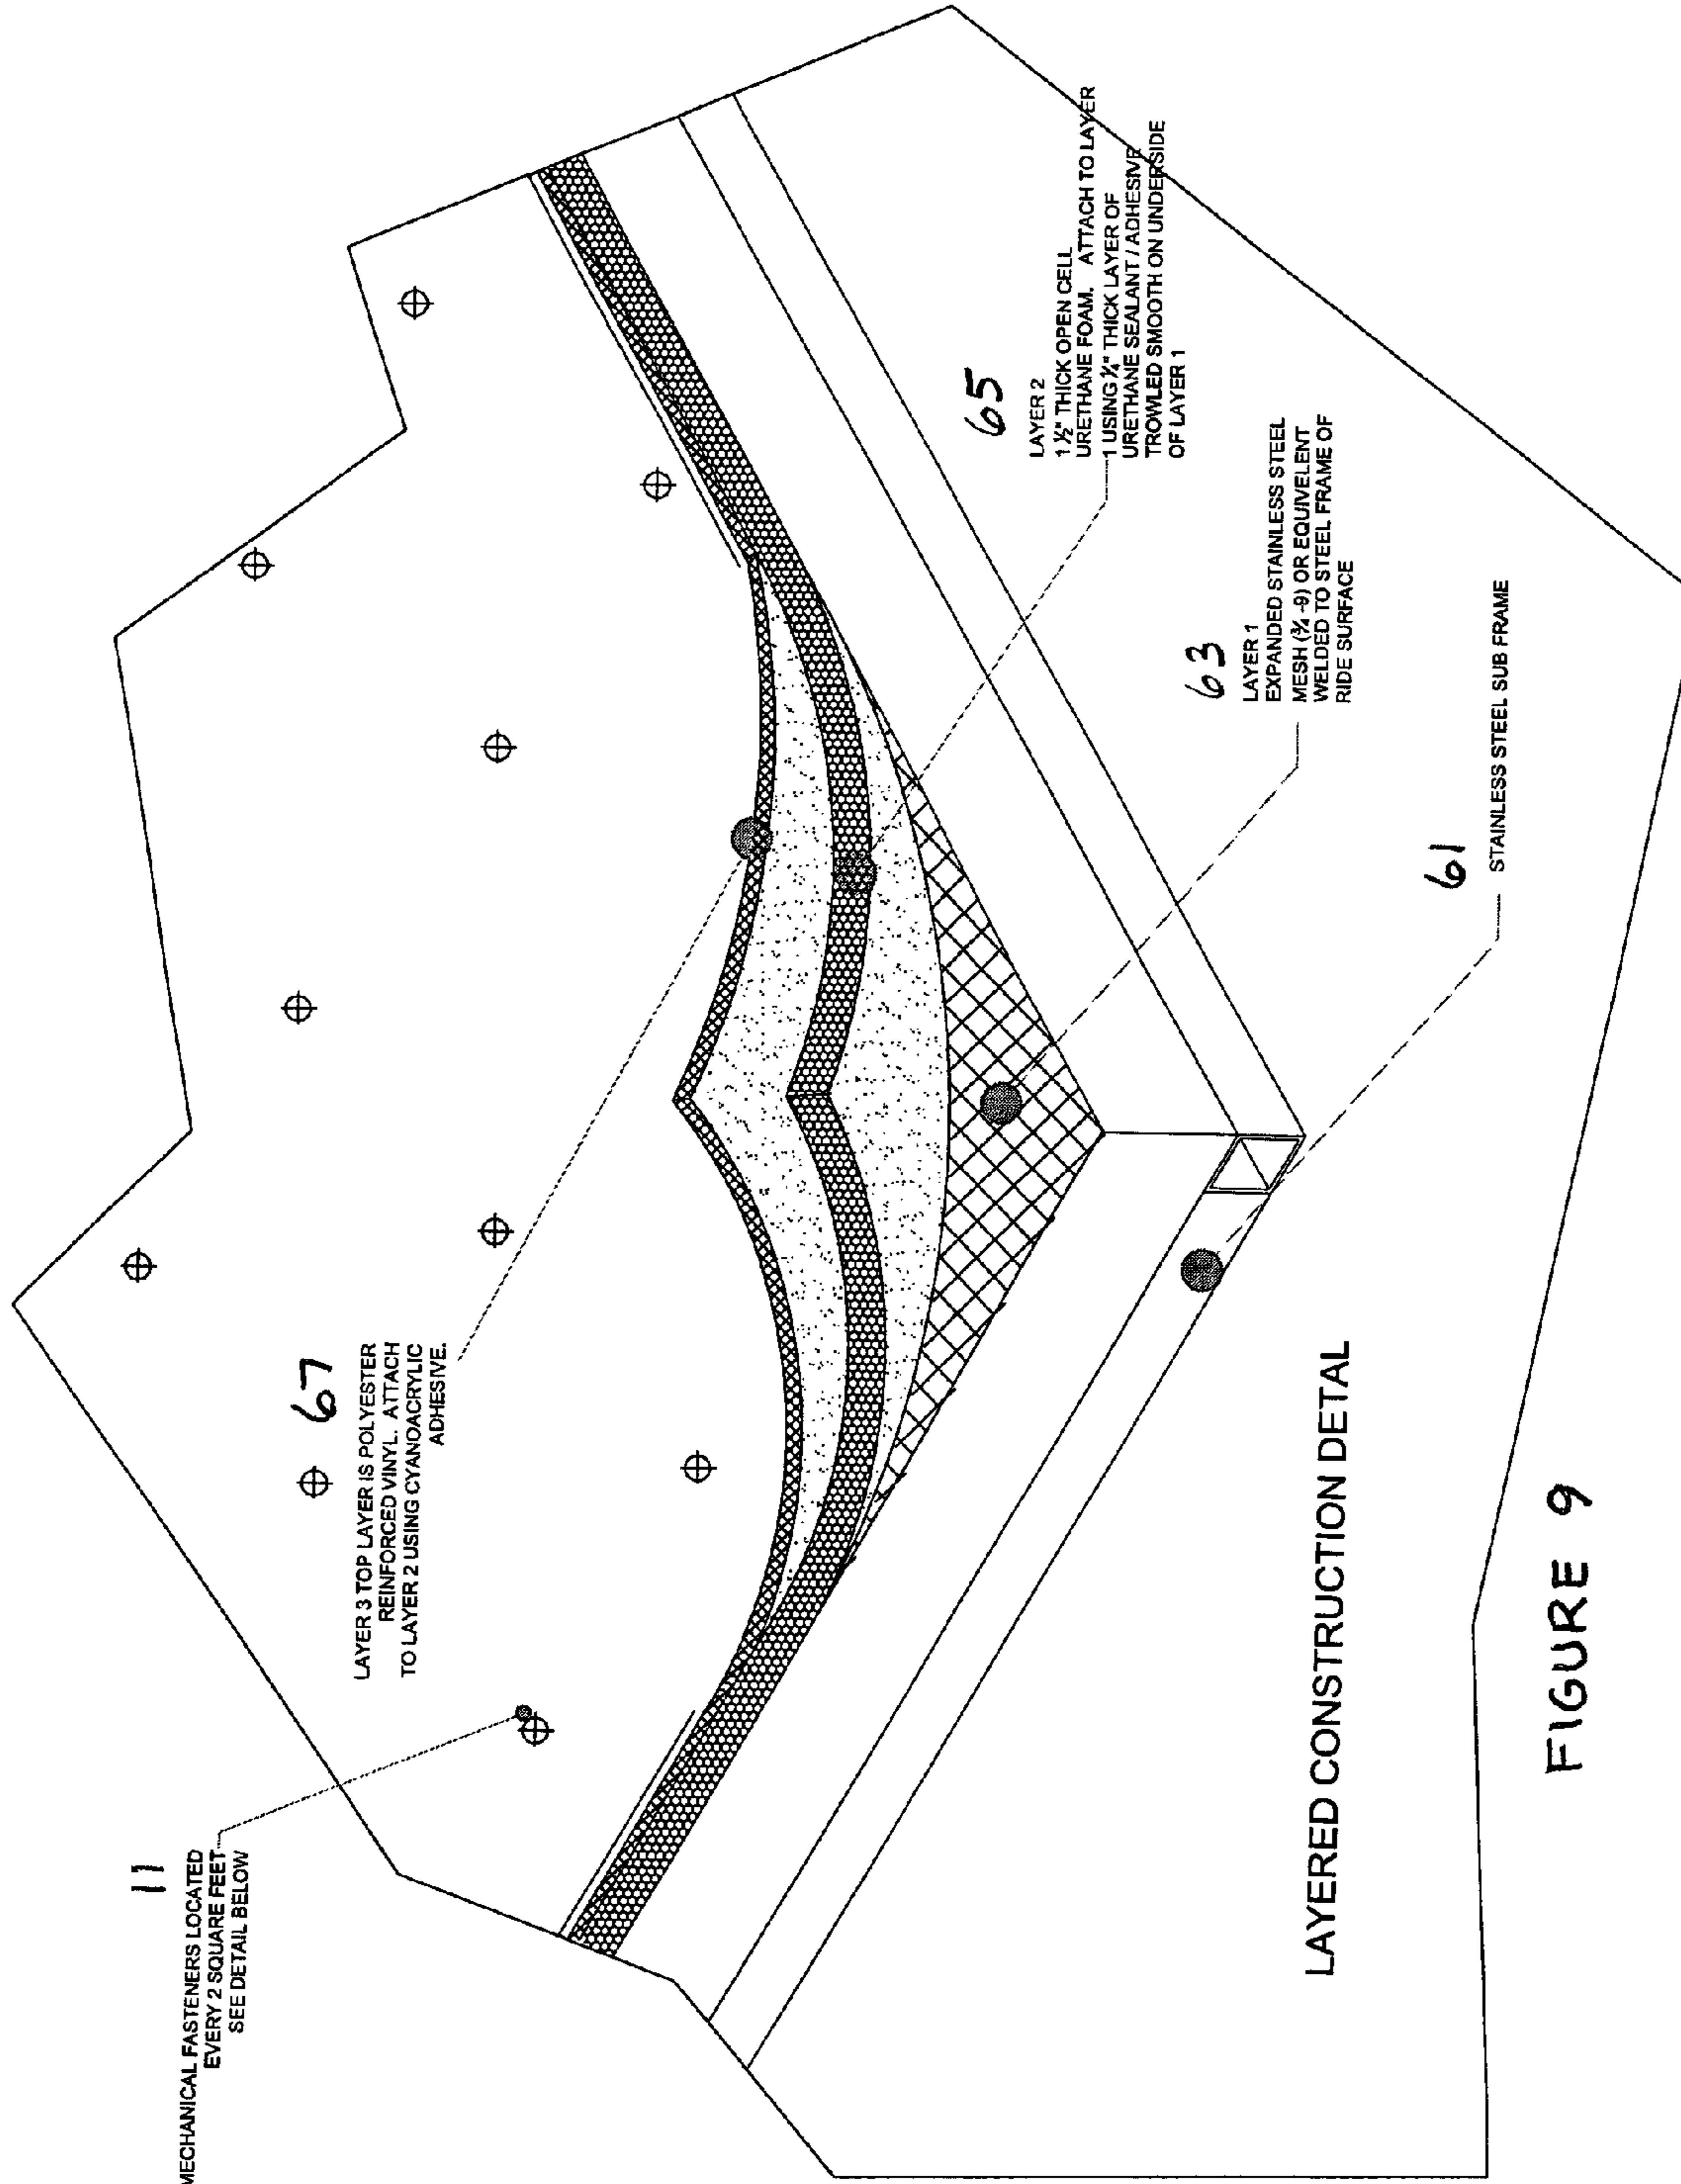 11
MECHANICAL FASTENERS LOCATED
EVERY 2 SQUARE FEET
SEE DETAIL BELOW
67
LAYER 3 TOP LAYER IS POLYESTER
REINFORCED VINYL. ATTACH
TO LAYER 2 USING CYANOACRYLIC
ADHESIVE.
65
LAYER 2
1 ½" THICK OPEN CELL
URETHANE FOAM. ATTACH TO LAYER
1 USING ¼" THICK LAYER OF
URETHANE SEALANT / ADHESIVE
TROWLED SMOOTH ON UNDERSIDE
OF LAYER 1
63
LAYER 1
EXPANDED STAINLESS STEEL
MESH (¾ -9) OR EQUIVELENT
WELDED TO STEEL FRAME OF
RIDE SURFACE
61
STAINLESS STEEL SUB FRAME
LAYERED CONSTRUCTION DETAL
FIGURE 9